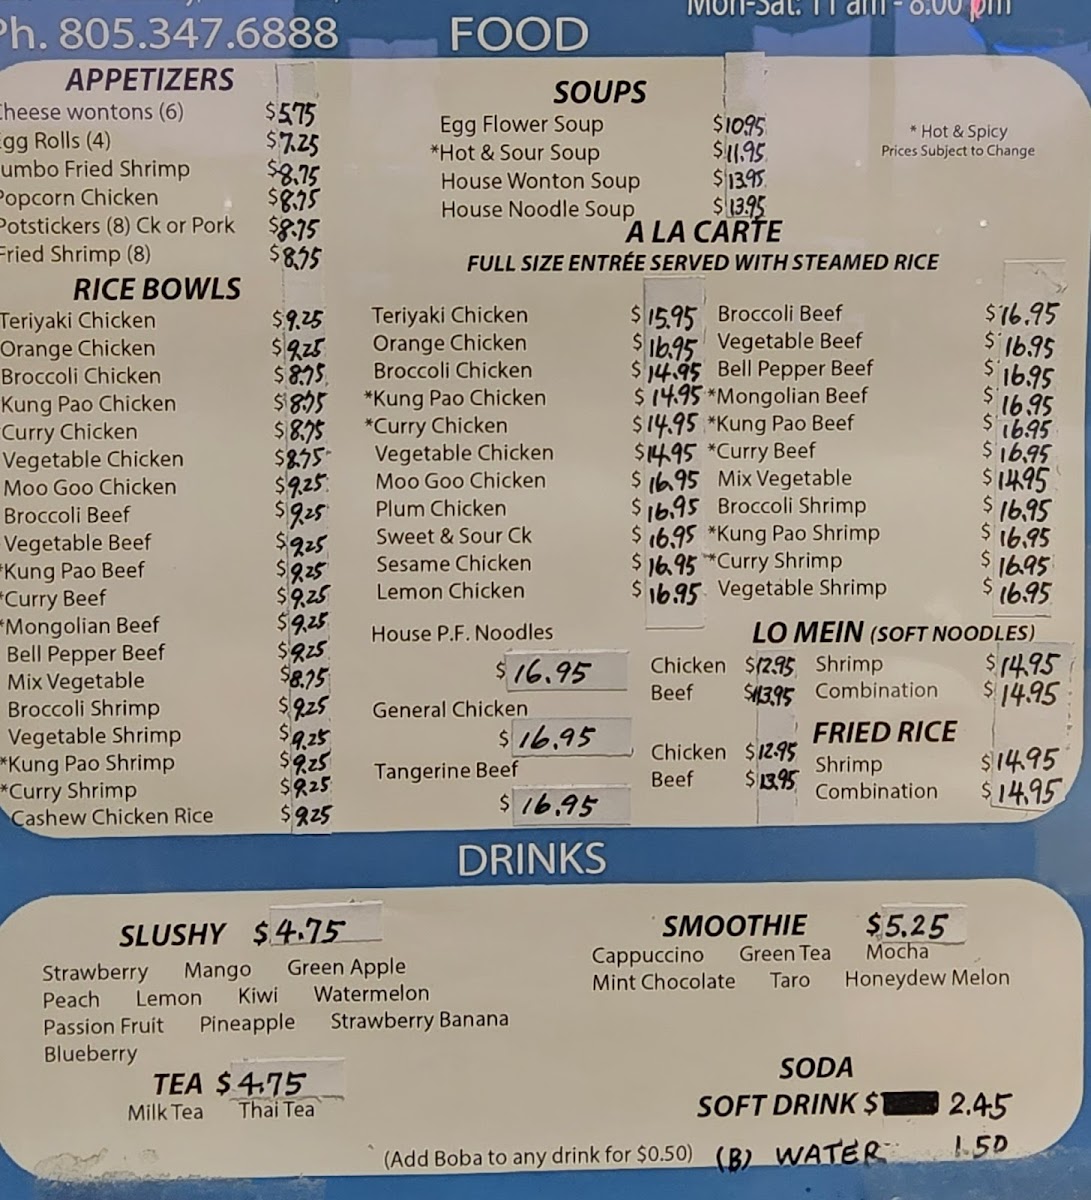 Ph. 805.347.6888
FOOD
Mon-Sat: 11 am - 8:00 pm
APPETIZERS
Cheese wontons (6) $5.75
Egg Rolls (4) $7.25
Jumbo Fried Shrimp $8.75
Popcorn Chicken $8.75
Potstickers (8) Ck or Pork $8.75
Fried Shrimp (8) $8.75
RICE BOWLS
Teriyaki Chicken $9.25
Orange Chicken $9.25
Broccoli Chicken $8.75
Kung Pao Chicken $8.75
Curry Chicken $8.75
Vegetable Chicken $8.75
Moo Goo Chicken $9.25
Broccoli Beef $9.25
Vegetable Beef $9.25
*Kung Pao Beef $9.25
*Curry Beef $9.25
*Mongolian Beef $9.25
Bell Pepper Beef $9.25
Mix Vegetable $8.75
Broccoli Shrimp $9.25
Vegetable Shrimp $9.25
*Kung Pao Shrimp $9.25
*Curry Shrimp $9.25
Cashew Chicken Rice $9.25
SOUPS
Egg Flower Soup $10.95
*Hot & Sour Soup $11.95
House Wonton Soup $13.95
House Noodle Soup $13.95
* Hot & Spicy
Prices Subject to Change
A LA CARTE
FULL SIZE ENTRÉE SERVED WITH STEAMED RICE
Teriyaki Chicken $15.95
Orange Chicken $16.95
Broccoli Chicken $14.95
*Kung Pao Chicken $14.95
*Curry Chicken $14.95
Vegetable Chicken $14.95
Moo Goo Chicken $16.95
Plum Chicken $16.95
Sweet & Sour Ck $16.95
Sesame Chicken $16.95
Lemon Chicken $16.95
House P.F. Noodles
$16.95
General Chicken
$16.95
Tangerine Beef
$16.95
Broccoli Beef $16.95
Vegetable Beef $16.95
Bell Pepper Beef $16.95
*Mongolian Beef $16.95
*Kung Pao Beef $16.95
*Curry Beef $16.95
Mix Vegetable $14.95
Broccoli Shrimp $16.95
*Kung Pao Shrimp $16.95
*Curry Shrimp $16.95
Vegetable Shrimp $16.95
LO MEIN (SOFT NOODLES)
Chicken $12.95 Shrimp $14.95
Beef $13.95 Combination $14.95
FRIED RICE
Chicken $12.95 Shrimp $14.95
Beef $13.95 Combination $14.95
DRINKS
SLUSHY $4.75
Strawberry Mango Green Apple
Peach Lemon Kiwi Watermelon
Passion Fruit Pineapple Strawberry Banana
Blueberry
TEA $4.75
Milk Tea Thai Tea
SMOOTHIE $5.25
Cappuccino Green Tea Mocha
Mint Chocolate Taro Honeydew Melon
SODA
SOFT DRINK $ 2.45
(Add Boba to any drink for $0.50) (B) WATER 1.50